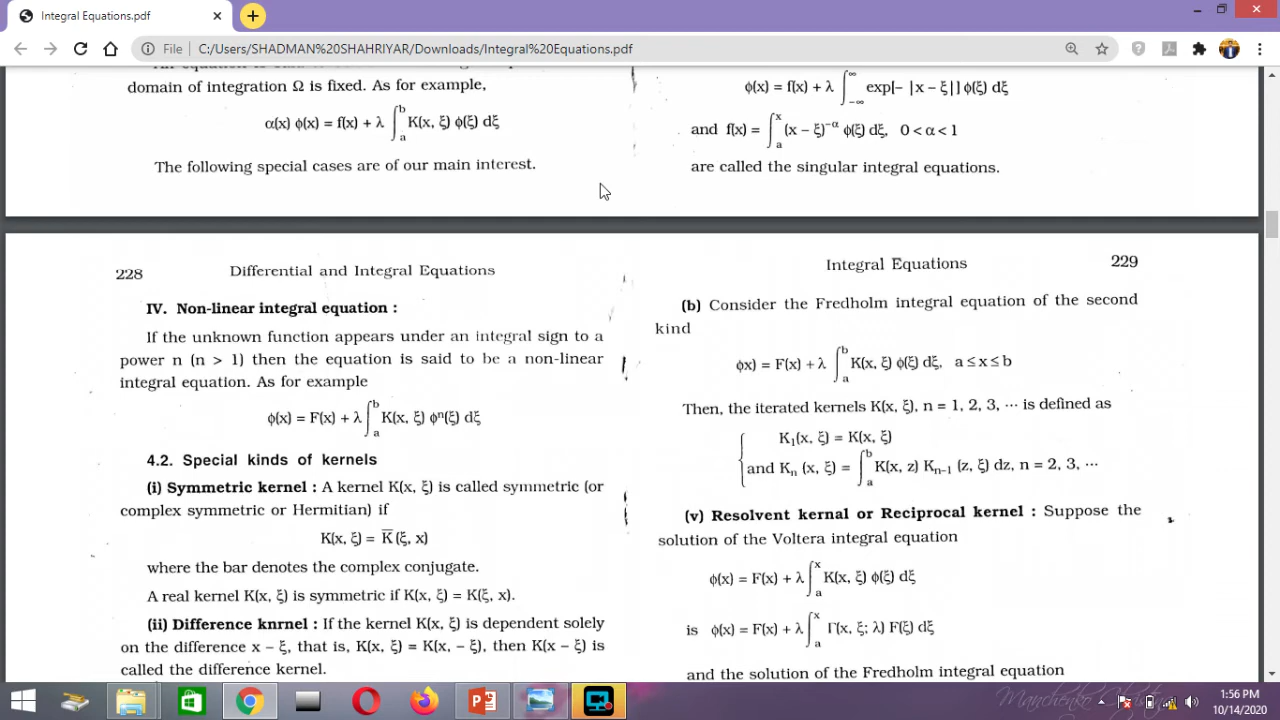 Integral Equations.pdf
File C:/Users/SHADMAN%20SHAHRIYAR/Downloads/Integral%20Equations.pdf
domain of integration Ω is fixed. As for example,
α(x) ϕ(x) = f(x) + λ ∫_a^b K(x, ξ) ϕ(ξ) dξ
The following special cases are of our main interest.
ϕ(x) = f(x) + λ ∫_{-∞}^∞ exp[- |x – ξ|] ϕ(ξ) dξ
and f(x) = ∫_a^x (x – ξ)^{-α} ϕ(ξ) dξ, 0 < α < 1
are called the singular integral equations.
228 Differential and Integral Equations
IV. Non-linear integral equation :
If the unknown function appears under an integral sign to a
power n (n > 1) then the equation is said to be a non-linear
integral equation. As for example
ϕ(x) = F(x) + λ ∫_a^b K(x, ξ) ϕ^n(ξ) dξ
4.2. Special kinds of kernels
(i) Symmetric kernel : A kernel K(x, ξ) is called symmetric (or
complex symmetric or Hermitian) if
K(x, ξ) = K̅ (ξ, x)
where the bar denotes the complex conjugate.
A real kernel K(x, ξ) is symmetric if K(x, ξ) = K(ξ, x).
(ii) Difference knrnel : If the kernel K(x, ξ) is dependent solely
on the difference x – ξ, that is, K(x, ξ) = K(x, – ξ), then K(x – ξ) is
called the difference kernel.
Integral Equations 229
(b) Consider the Fredholm integral equation of the second
kind
ϕx) = F(x) + λ ∫_a^b K(x, ξ) ϕ(ξ) dξ, a ≤ x ≤ b
Then, the iterated kernels K(x, ξ), n = 1, 2, 3, ··· is defined as
K₁(x, ξ) = K(x, ξ)
and Kₙ (x, ξ) = ∫_a^b K(x, z) Kₙ₋₁ (z, ξ) dz, n = 2, 3, ···
(v) Resolvent kernal or Reciprocal kernel : Suppose the
solution of the Voltera integral equation
ϕ(x) = F(x) + λ ∫_a^x K(x, ξ) ϕ(ξ) dξ
is ϕ(x) = F(x) + λ ∫_a^x Γ(x, ξ; λ) F(ξ) dξ
and the solution of the Fredholm integral equation
1:56 PM
10/14/2020